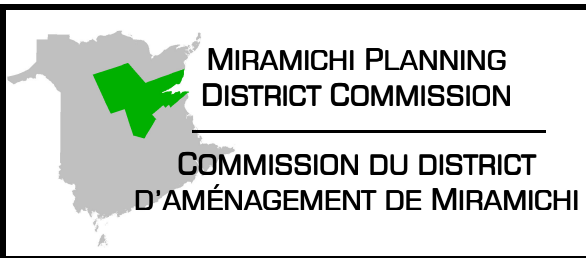 MIRAMICHI PLANNING
DISTRICT COMMISSION
COMMISSION DU DISTRICT
D'AMÉNAGEMENT DE MIRAMICHI